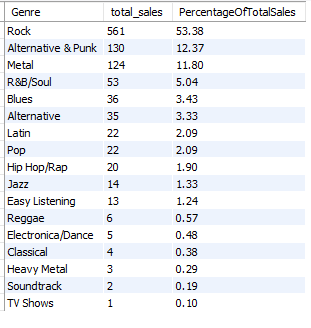 Genre total_sales PercentageOfTotalSales
Rock 561 53.38
Alternative & Punk 130 12.37
Metal 124 11.80
R&B/Soul 53 5.04
Blues 36 3.43
Alternative 35 3.33
Latin 22 2.09
Pop 22 2.09
Hip Hop/Rap 20 1.90
Jazz 14 1.33
Easy Listening 13 1.24
Reggae 6 0.57
Electronica/Dance 5 0.48
Classical 4 0.38
Heavy Metal 3 0.29
Soundtrack 2 0.19
TV Shows 1 0.10